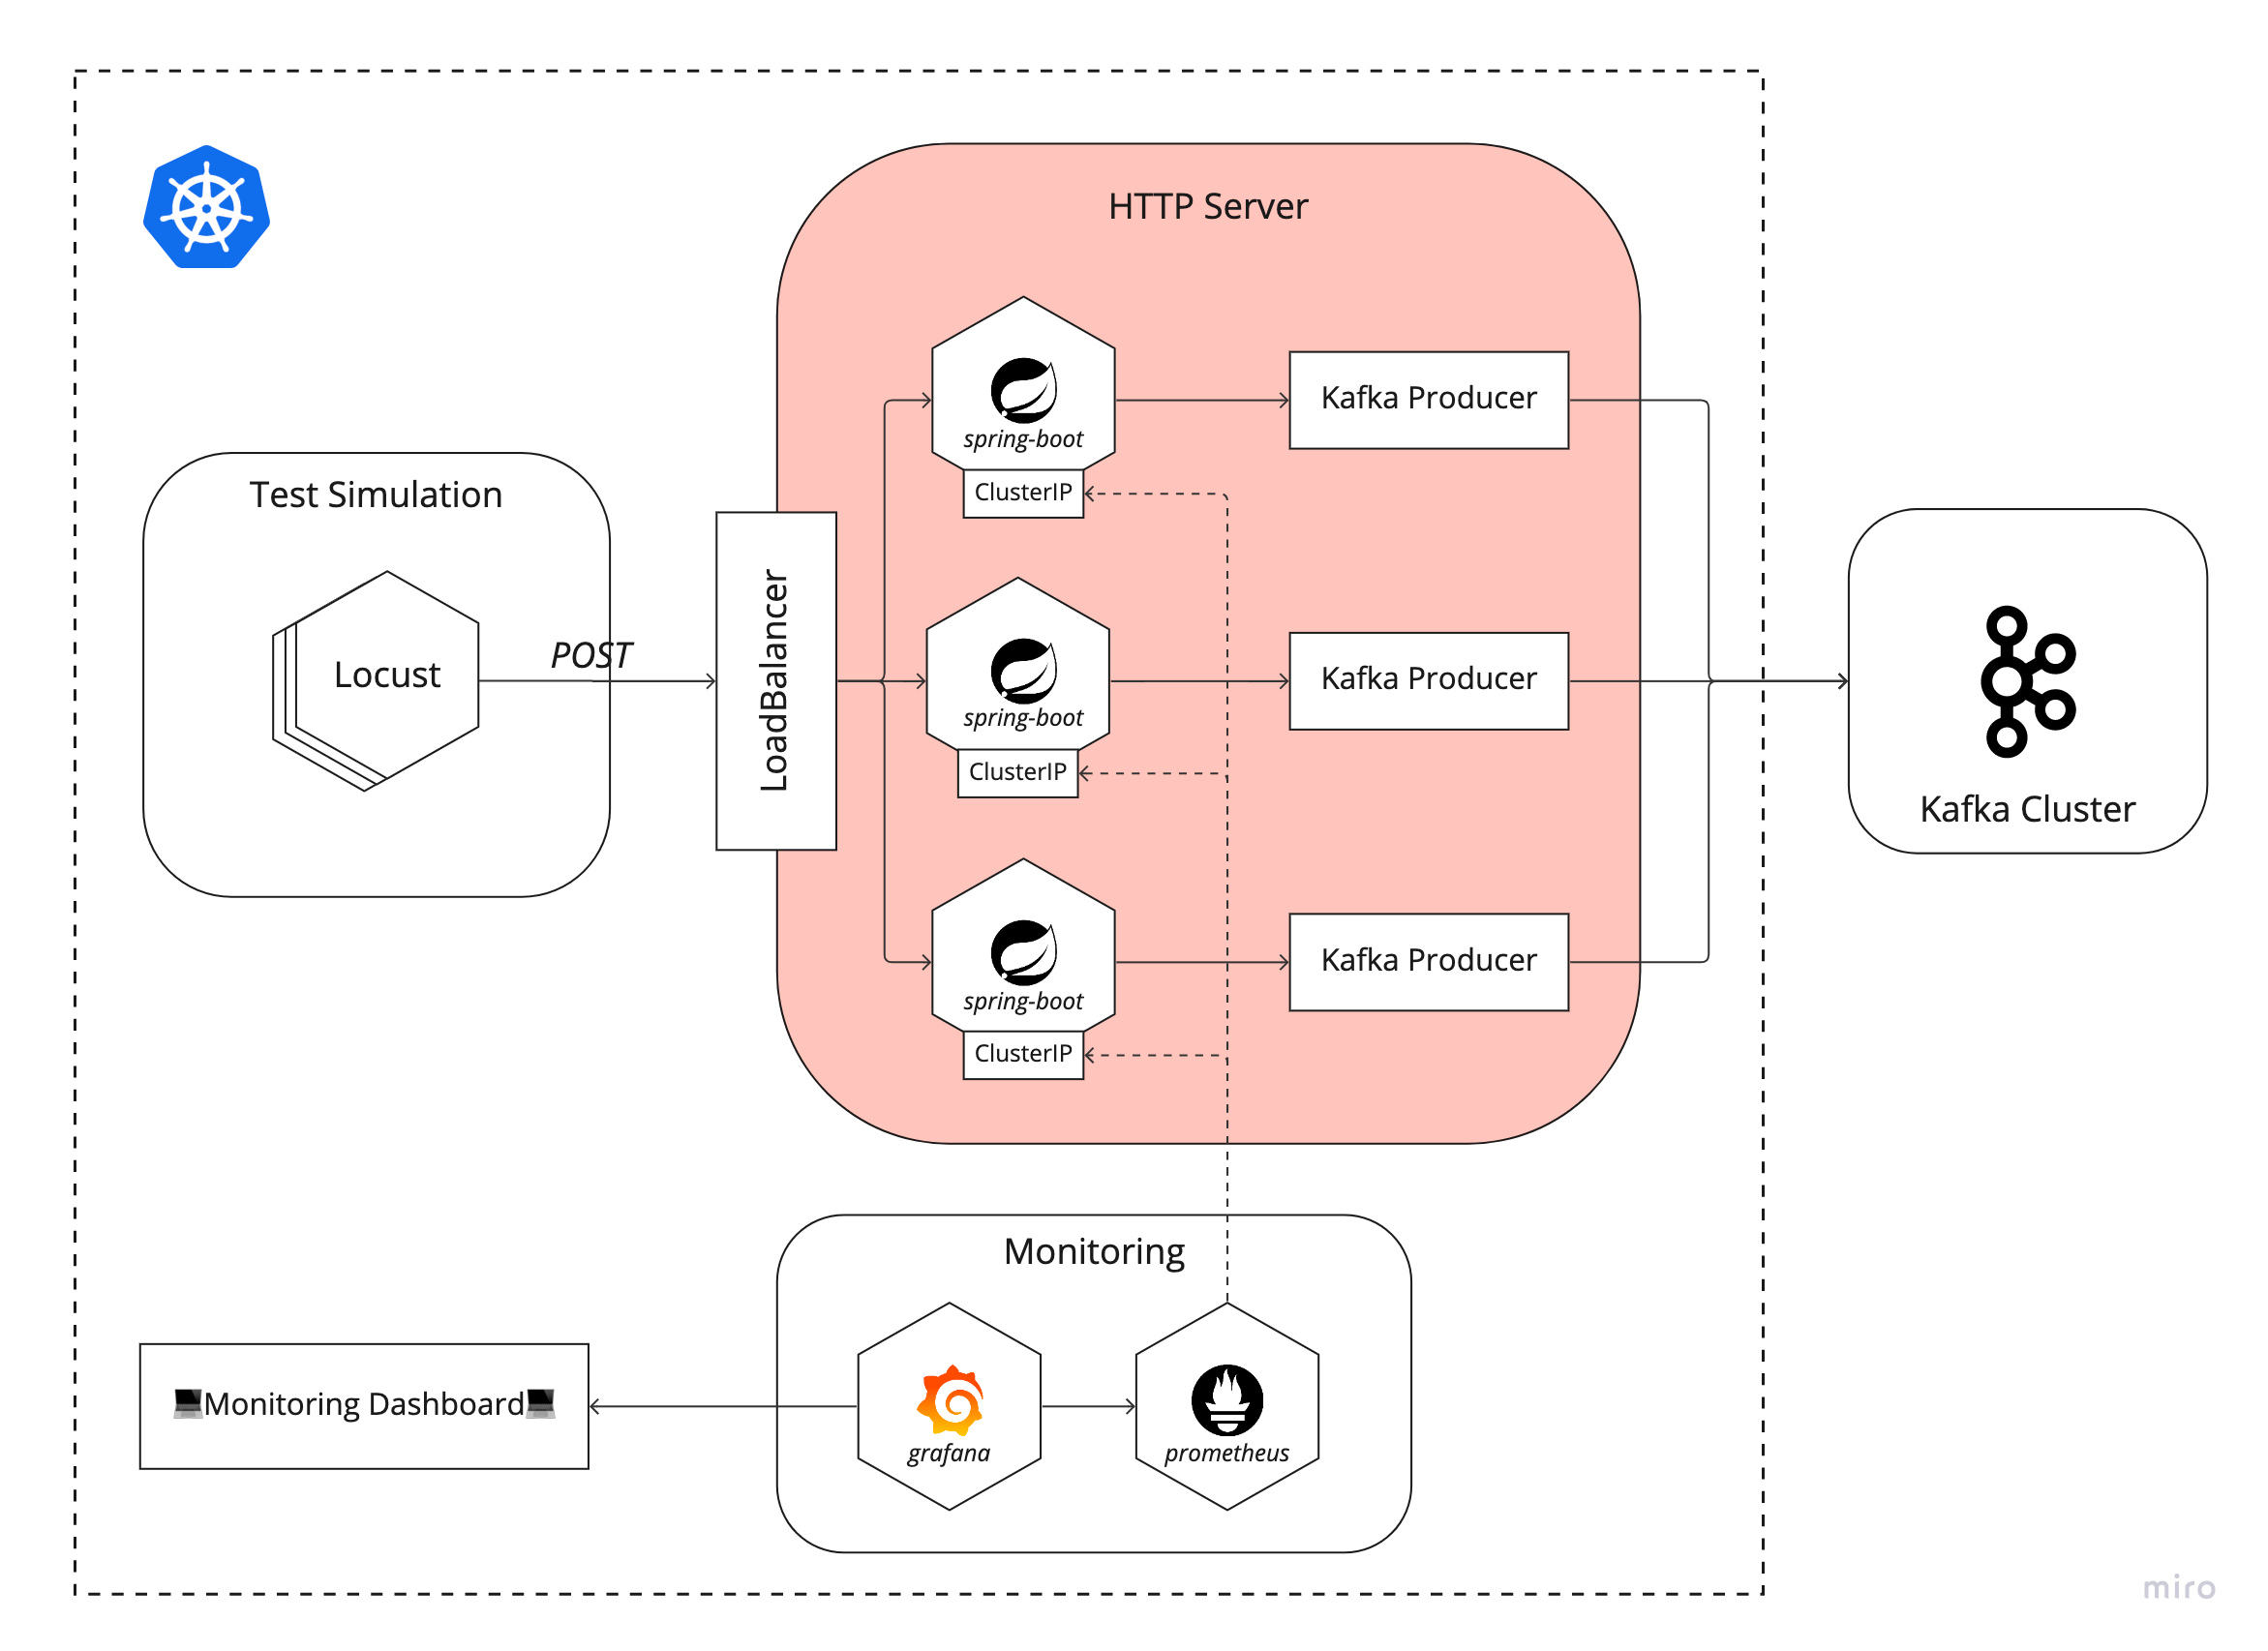 HTTP Server
spring-boot
Kafka Producer
ClusterIP
Test Simulation
Locust
POST
LoadBalancer
spring-boot
Kafka Producer
ClusterIP
Kafka Cluster
spring-boot
Kafka Producer
ClusterIP
Monitoring
💻Monitoring Dashboard💻
grafana
prometheus
miro